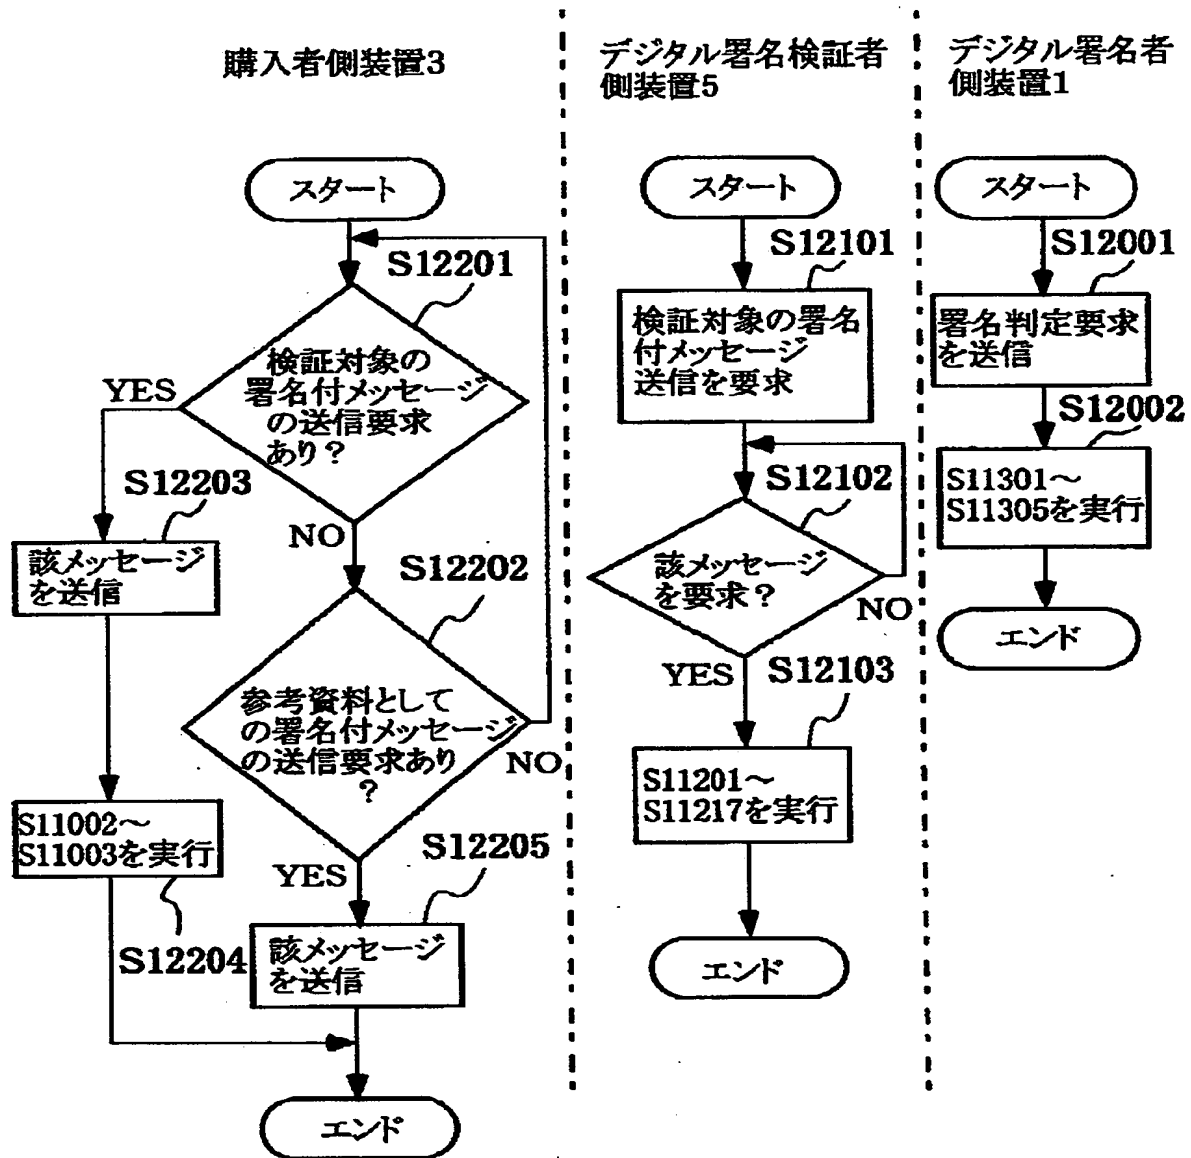 購入者側装置3
スタート
S12201
検証対象の
署名付メッセージ
の送信要求
あり？
YES
NO
S12203
該メッセージ
を送信
S12202
参考資料として
の署名付メッセージ
の送信要求あり
？
NO
YES
S11002～
S11003を実行
S12204
S12205
該メッセージ
を送信
エンド
デジタル署名検証者
側装置5
スタート
S12101
検証対象の署名
付メッセージ
送信を要求
S12102
該メッセージ
を要求？
NO
YES
S12103
S11201～
S11217を実行
エンド
デジタル署名者
側装置1
スタート
S12001
署名判定要求
を送信
S12002
S11301～
S11305を実行
エンド